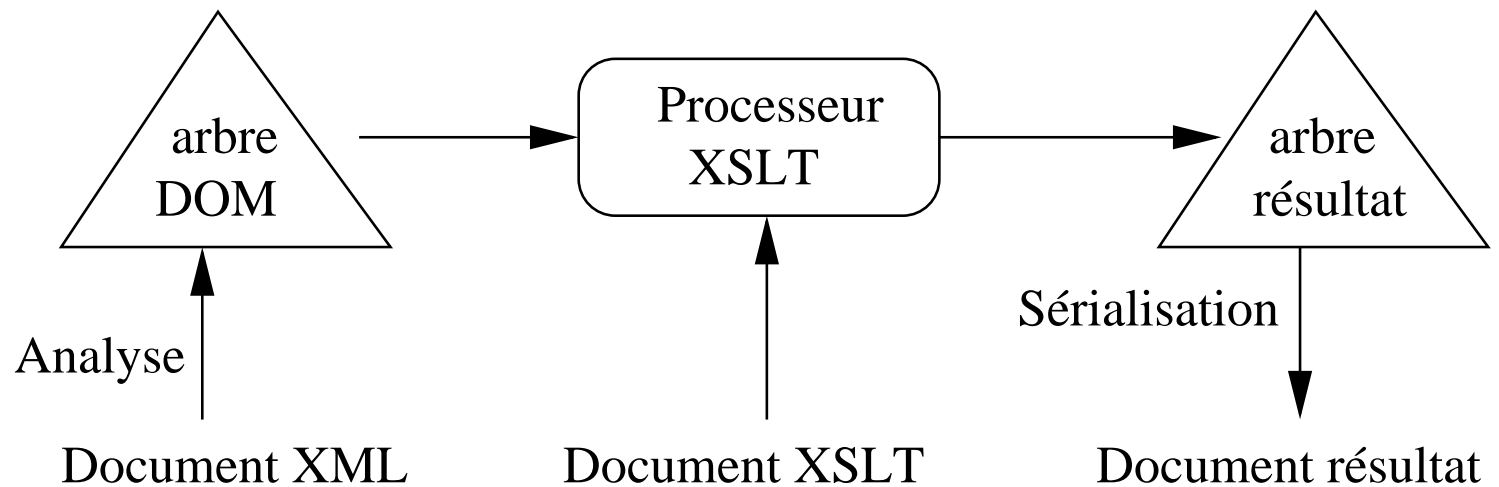 arbre
DOM
Processeur
XSLT
arbre
résultat
Analyse
Sérialisation
Document XML
Document XSLT
Document résultat